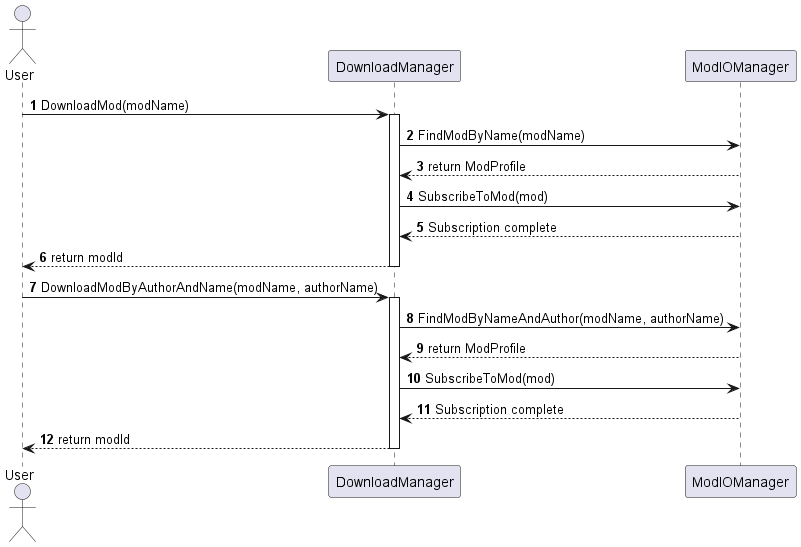 User
DownloadManager
ModIOManager
1 DownloadMod(modName)
2 FindModByName(modName)
3 return ModProfile
4 SubscribeToMod(mod)
5 Subscription complete
6 return modId
7 DownloadModByAuthorAndName(modName, authorName)
8 FindModByNameAndAuthor(modName, authorName)
9 return ModProfile
10 SubscribeToMod(mod)
11 Subscription complete
12 return modId
User
DownloadManager
ModIOManager